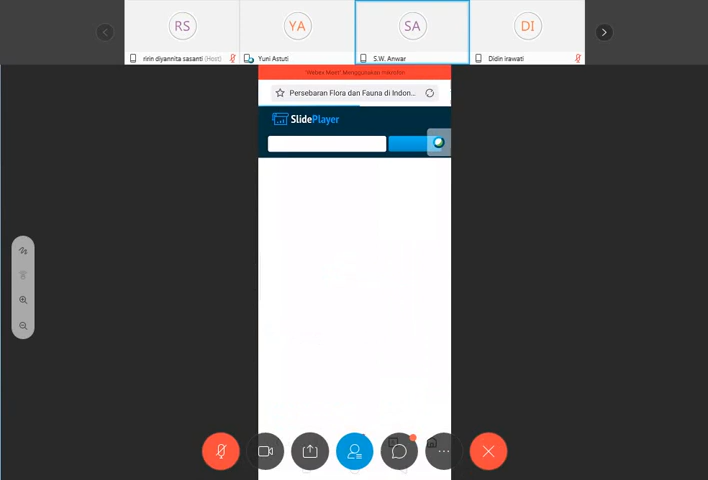 RS
YA
SA
DI
ririn diyannita sasanti (Host)
Yuni Astuti
S.W. Anwar
Didin irawati
"Webex Meet" Menggunakan mikrofon
Persebaran Flora dan Fauna di Indon...
SlidePlayer